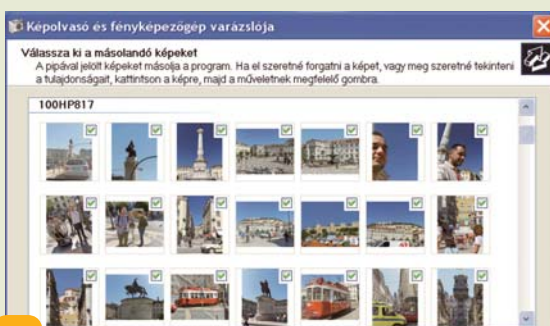 Képolvasó és fényképezőgép varázslója
Válassza ki a másolandó képeket
A pipával jelölt képeket másolja a program. Ha el szeretné forgatni a képet, vagy meg szeretné tekinteni
a tulajdonságait, kattintson a képre, majd a műveletnek megfelelő gombra.
100HP817